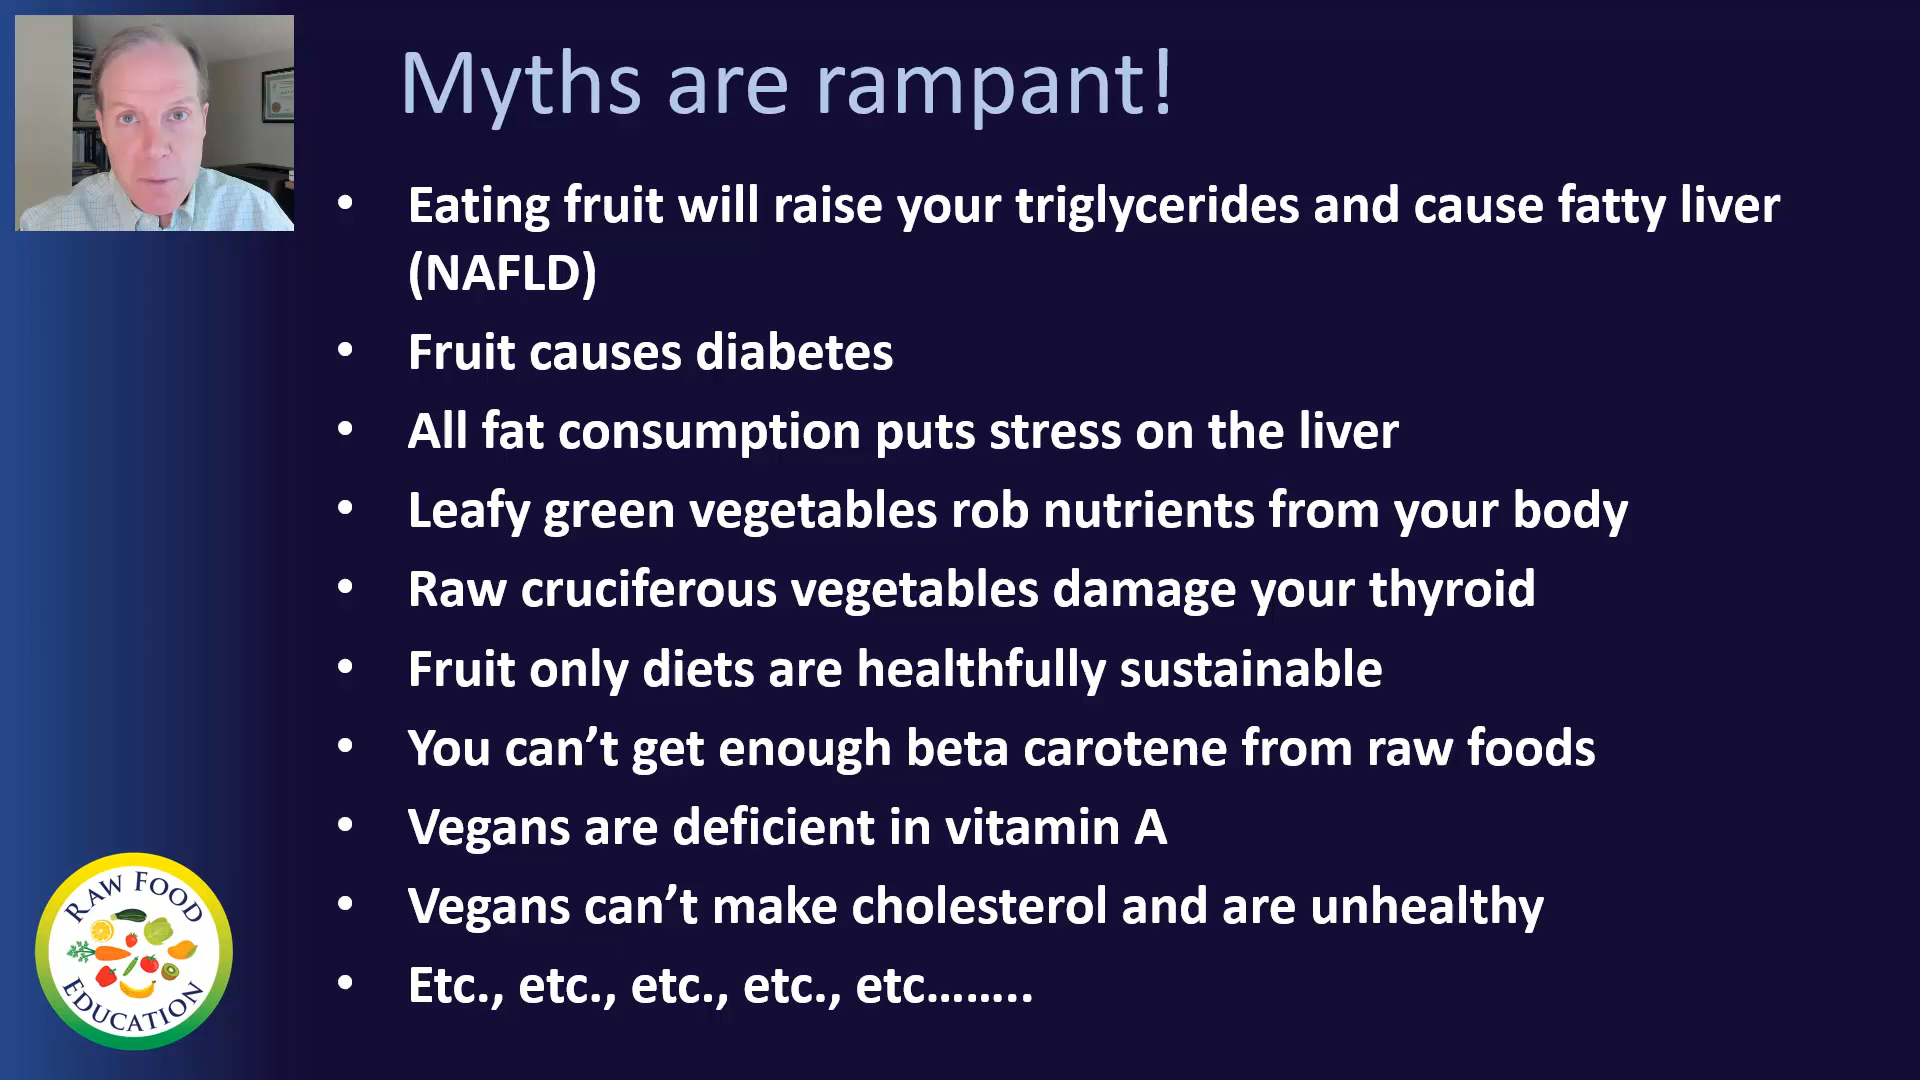 Myths are rampant!
• Eating fruit will raise your triglycerides and cause fatty liver
(NAFLD)
• Fruit causes diabetes
• All fat consumption puts stress on the liver
• Leafy green vegetables rob nutrients from your body
• Raw cruciferous vegetables damage your thyroid
• Fruit only diets are healthfully sustainable
• You can’t get enough beta carotene from raw foods
• Vegans are deficient in vitamin A
• Vegans can’t make cholesterol and are unhealthy
• Etc., etc., etc., etc., etc……..
RAW FOOD
EDUCATION